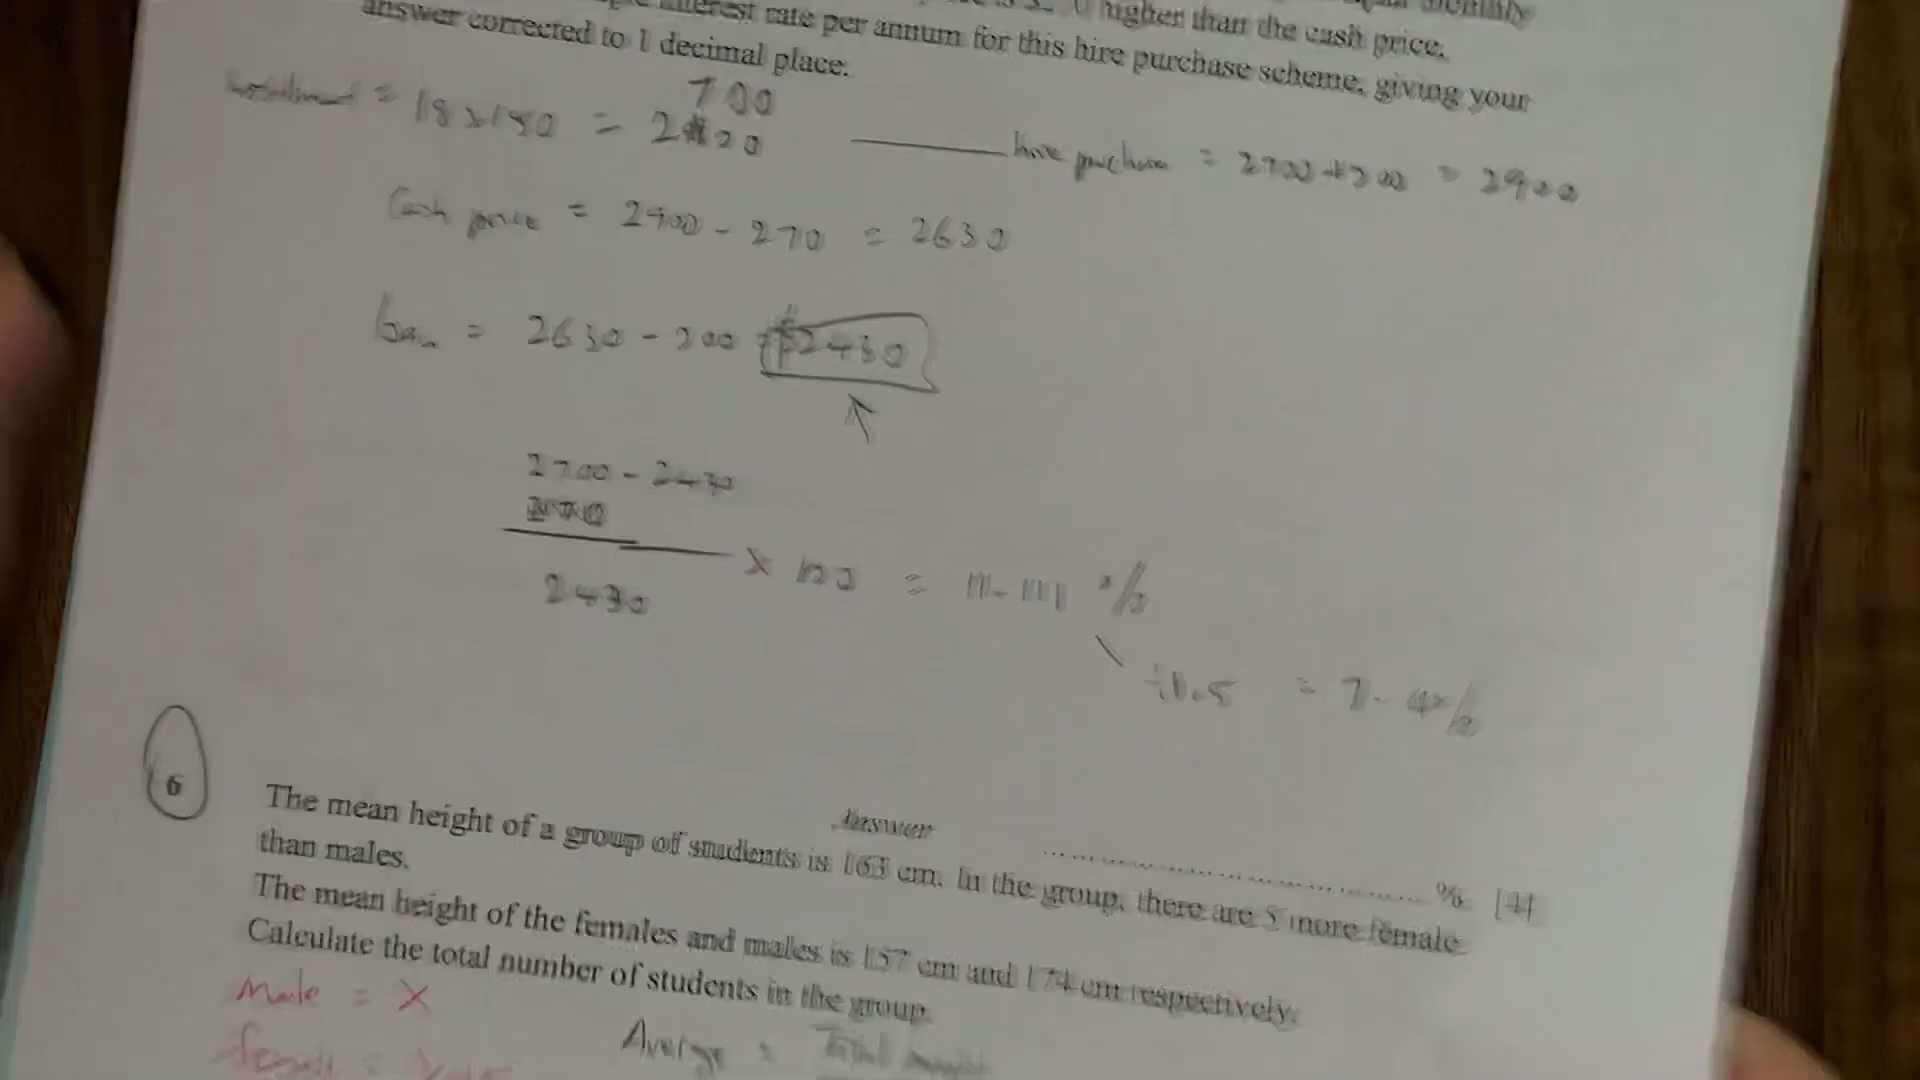 higher than the cash price.
interest rate per annum for this hire purchase scheme, giving your
answer corrected to 1 decimal place.
700
= 18 x 150 = 2
hire purchase = 2700 + 200 = 2900
Cash price = 2900 - 270 = 2630
= 2630 - 200 = $2430
2700 - 2430
2430
x 100 = 11.111 %
÷1.5 = 7.4%
Answer .......................................... % [4]
6
The mean height of a group of students is 163 cm. In the group, there are 5 more female
than males.
The mean height of the females and males is 157 cm and 174 cm respectively.
Calculate the total number of students in the group.
Male = x
Average = Total